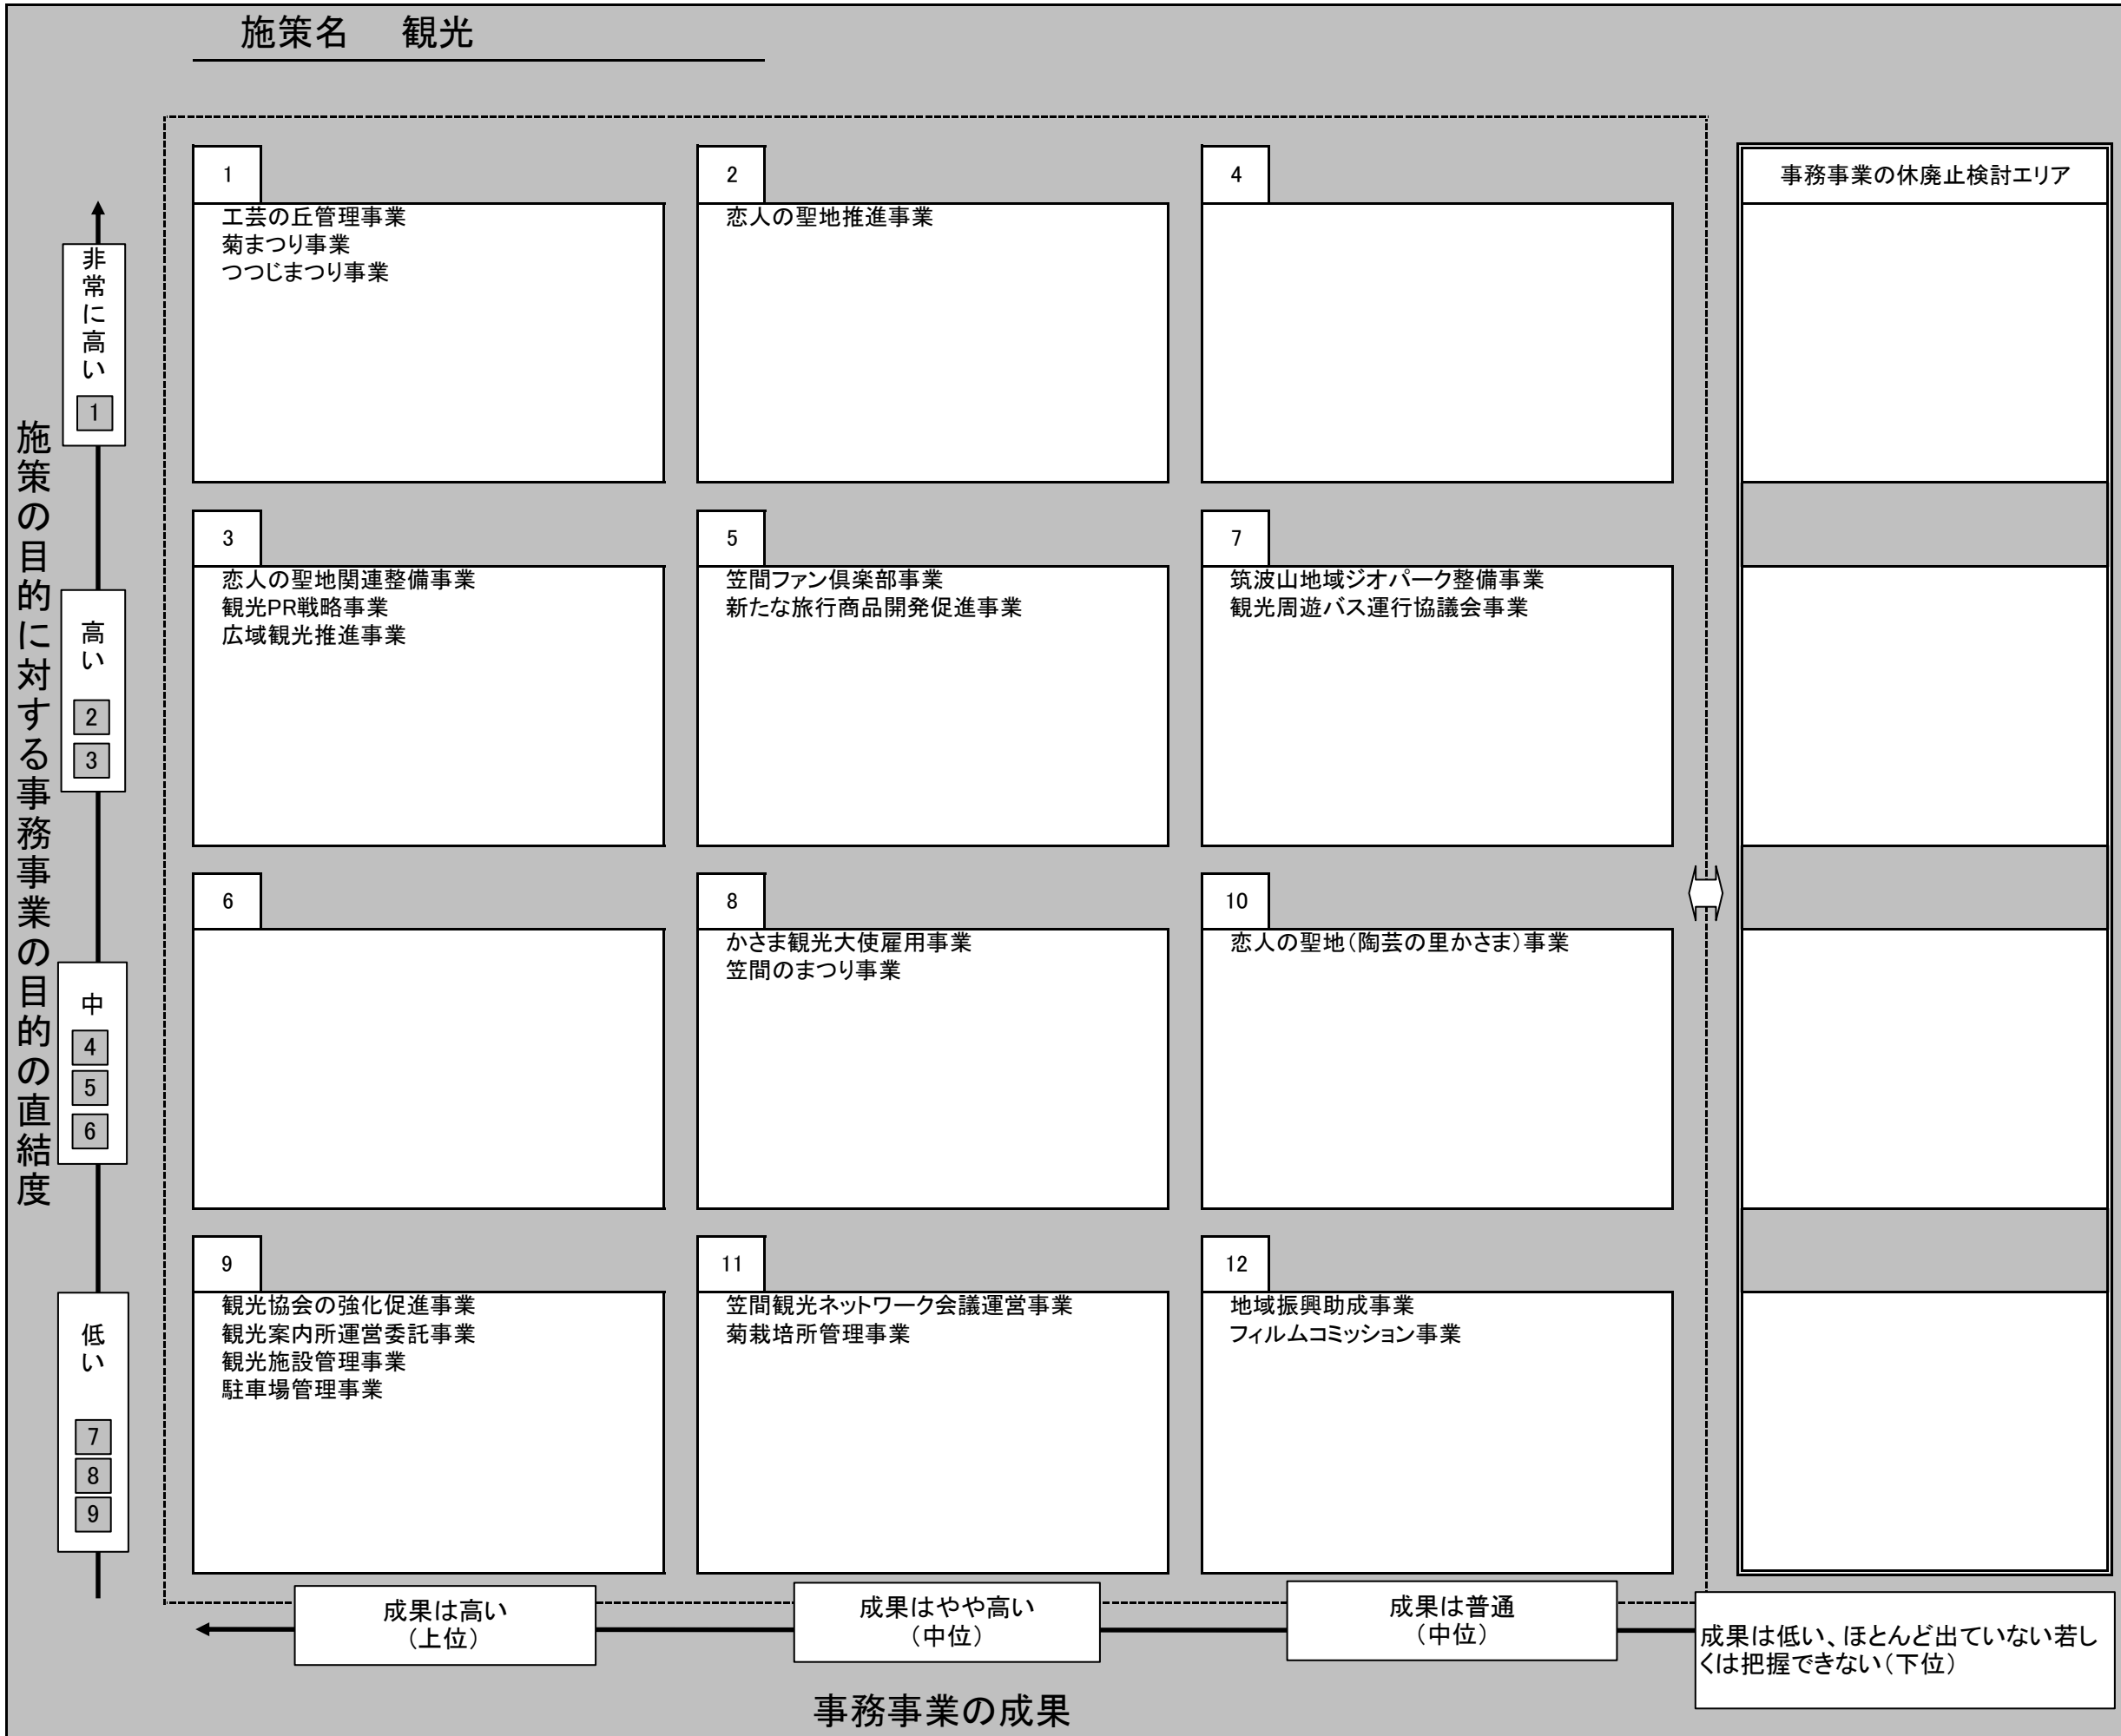 施策名 観光
1
工芸の丘管理事業
菊まつり事業
つつじまつり事業
2
恋人の聖地推進事業
4
事務事業の休廃止検討エリア
3
恋人の聖地関連整備事業
観光PR戦略事業
広域観光推進事業
5
笠間ファン倶楽部事業
新たな旅行商品開発促進事業
7
筑波山地域ジオパーク整備事業
観光周遊バス運行協議会事業
6
8
かさま観光大使雇用事業
笠間のまつり事業
10
恋人の聖地（陶芸の里かさま）事業
9
観光協会の強化促進事業
観光案内所運営委託事業
観光施設管理事業
駐車場管理事業
11
笠間観光ネットワーク会議運営事業
菊栽培所管理事業
12
地域振興助成事業
フィルムコミッション事業
施策の目的に対する事務事業の目的の直結度
非常に高い
1
高い
2
3
中
4
5
6
低い
7
8
9
成果は高い
（上位）
成果はやや高い
（中位）
成果は普通
（中位）
成果は低い、ほとんど出ていない若し
くは把握できない（下位）
事務事業の成果